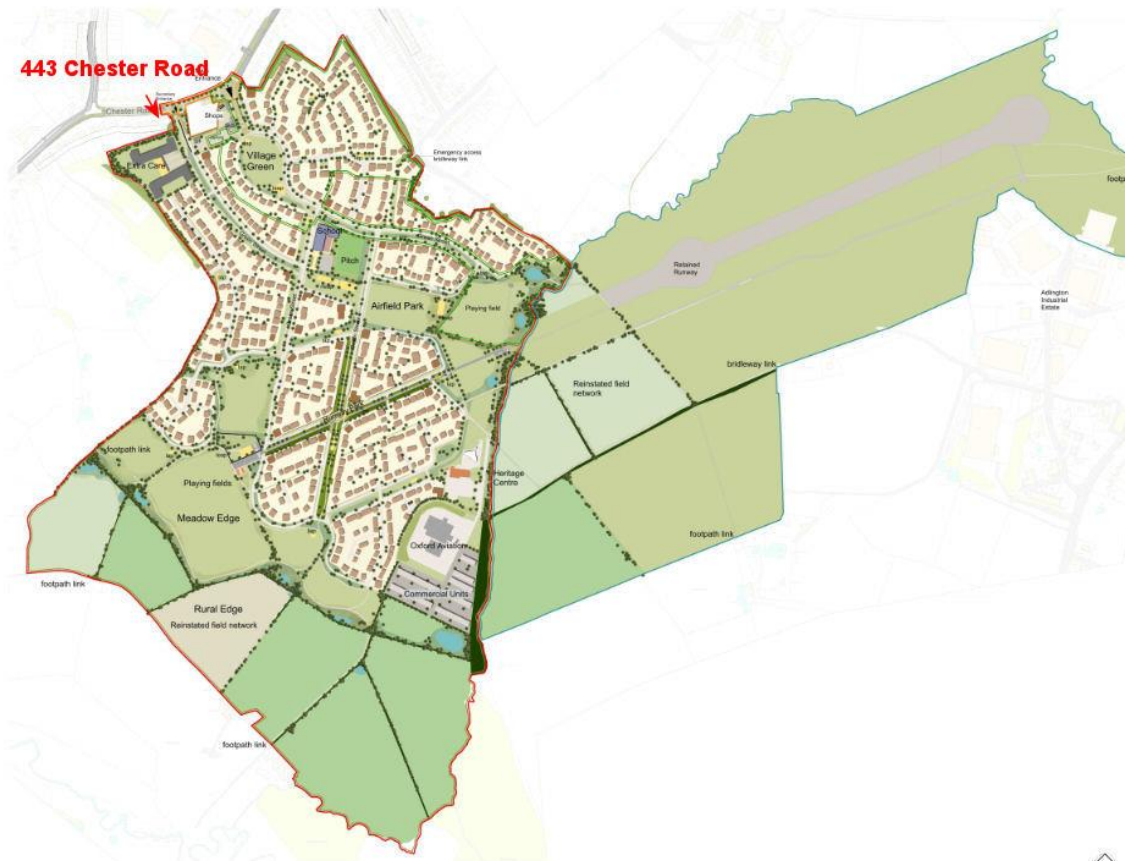 443 Chester Road
Entrance
Secondary
Chester Road
Shops
Extra Care
Village
Green
Emergency access
bridleway link
School
Pitch
Airfield Park
Playing field
Retained
Runway
Adlington
Industrial
Estate
bridleway link
Reinstated field
network
footpath link
Playing fields
Meadow Edge
Heritage
Centre
Oxford Aviation
footpath link
Commercial Units
footpath link
Rural Edge
Reinstated field network
footpath link